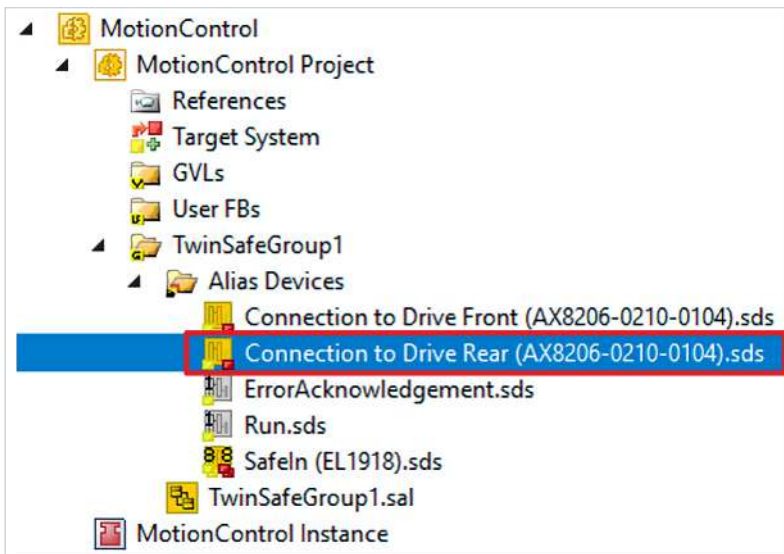 MotionControl
MotionControl Project
References
Target System
GVLs
User FBs
TwinSafeGroup1
Alias Devices
Connection to Drive Front (AX8206-0210-0104).sds
Connection to Drive Rear (AX8206-0210-0104).sds
ErrorAcknowledgement.sds
Run.sds
SafeIn (EL1918).sds
TwinSafeGroup1.sal
MotionControl Instance